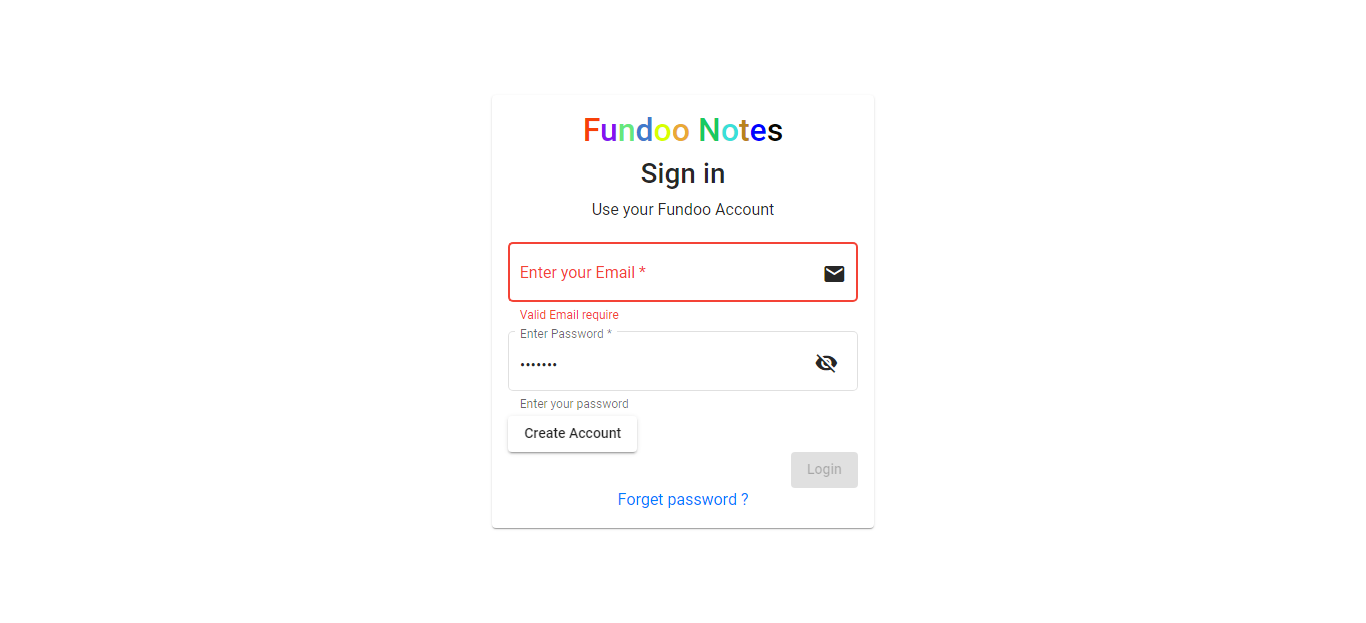 Fundoo Notes
Sign in
Use your Fundoo Account
Enter your Email *
Valid Email require
Enter Password *
•••••••
Enter your password
Create Account
Login
Forget password ?